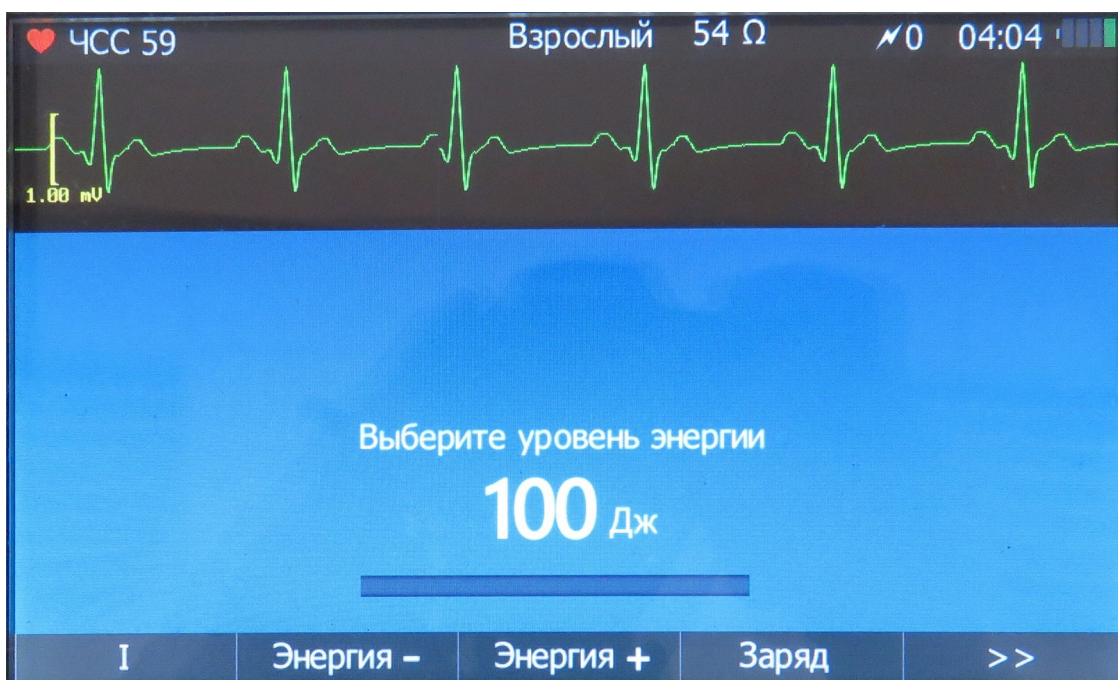 ЧСС 59 Взрослый 54 Ω 0 04:04
1.00 mV
Выберите уровень энергии
100 Дж
I Энергия – Энергия + Заряд >>